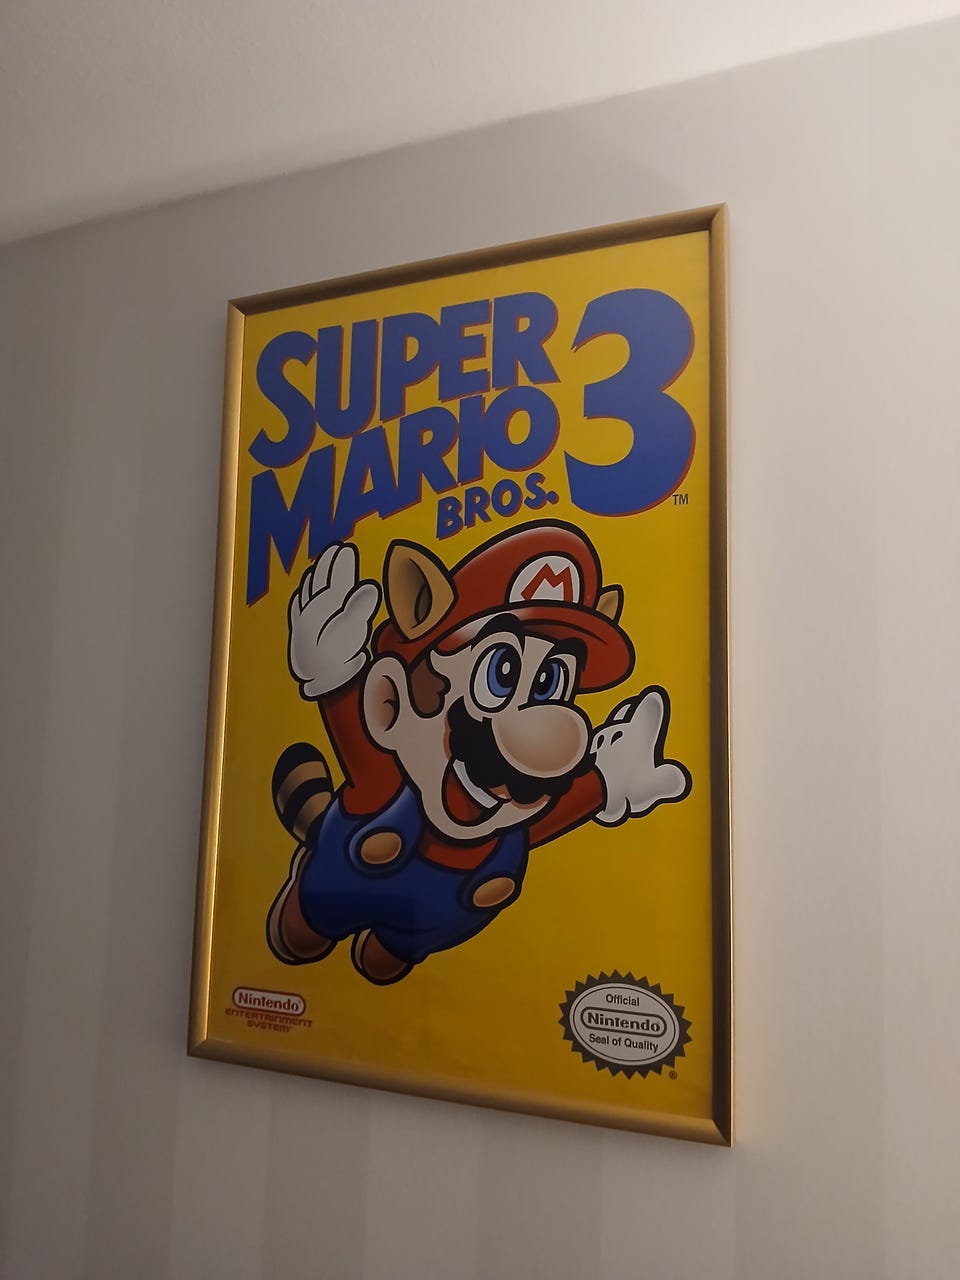 SUPER
MARIO
BROS. 3
TM
M
Nintendo
ENTERTAINMENT
SYSTEM
Official
Nintendo
Seal of Quality
®